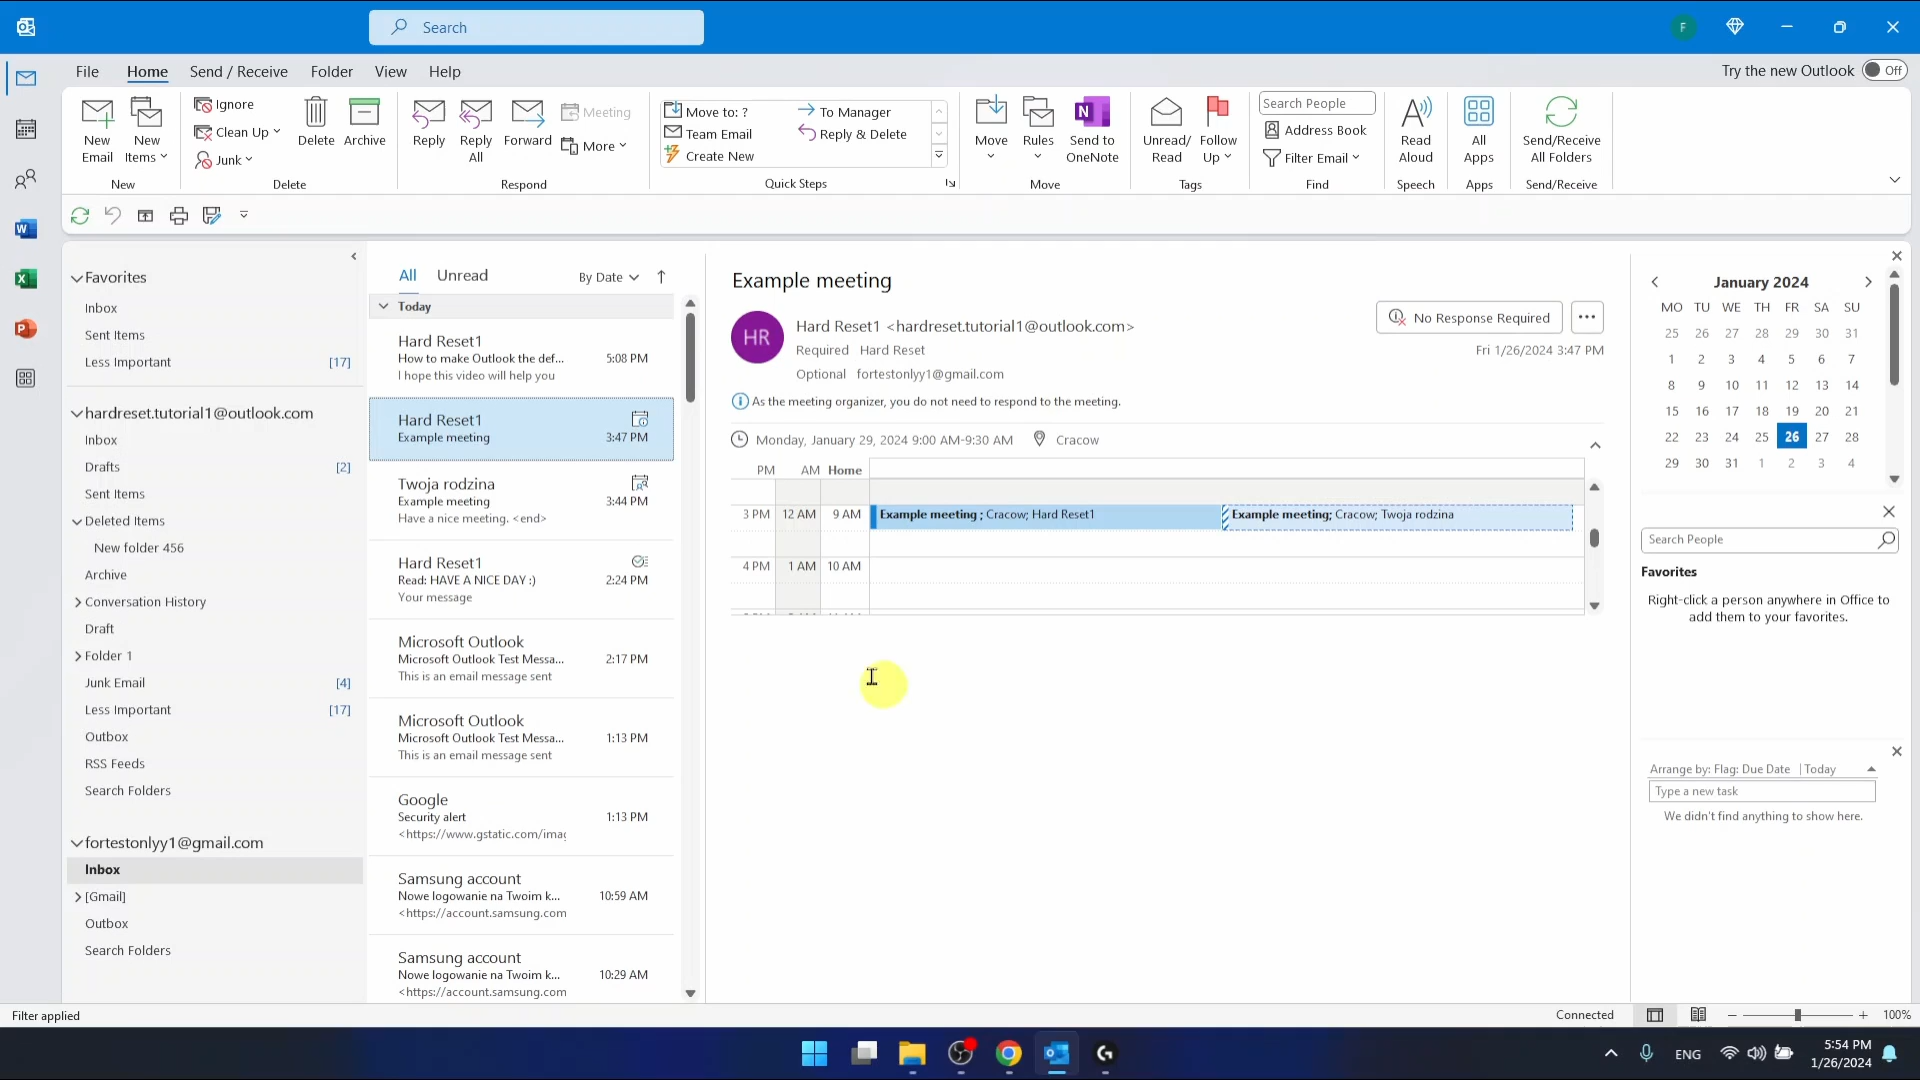 Search
F
File Home Send / Receive Folder View Help
Try the new Outlook Off
New Email
New Items
Ignore
Clean Up
Junk
Delete
Archive
Reply
Reply All
Forward
Meeting
More
Move to: ?
Team Email
Create New
To Manager
Reply & Delete
Move
Rules
N
Send to OneNote
Unread/ Read
Follow Up
Search People
Address Book
Filter Email
Read Aloud
All Apps
Send/Receive All Folders
New
Delete
Respond
Quick Steps
Move
Tags
Find
Speech
Apps
Send/Receive
Favorites
Inbox
Sent Items
Less Important [17]
hardreset.tutorial1@outlook.com
Inbox
Drafts [2]
Sent Items
Deleted Items
New folder 456
Archive
Conversation History
Draft
Folder 1
Junk Email [4]
Less Important [17]
Outbox
RSS Feeds
Search Folders
fortestonlyy1@gmail.com
Inbox
[Gmail]
Outbox
Search Folders
All Unread By Date
Today
Hard Reset1
How to make Outlook the def... 5:08 PM
I hope this video will help you
Hard Reset1
Example meeting 3:47 PM
Twoja rodzina
Example meeting 3:44 PM
Have a nice meeting. <end>
Hard Reset1
Read: HAVE A NICE DAY :) 2:24 PM
Your message
Microsoft Outlook
Microsoft Outlook Test Messa... 2:17 PM
This is an email message sent
Microsoft Outlook
Microsoft Outlook Test Messa... 1:13 PM
This is an email message sent
Google
Security alert 1:13 PM
<https://www.gstatic.com/imag
Samsung account
Nowe logowanie na Twoim k... 10:59 AM
<https://account.samsung.com
Samsung account
Nowe logowanie na Twoim k... 10:29 AM
<https://account.samsung.com
Example meeting
HR
Hard Reset1 <hardreset.tutorial1@outlook.com>
Required Hard Reset
Optional fortestonlyy1@gmail.com
No Response Required
Fri 1/26/2024 3:47 PM
As the meeting organizer, you do not need to respond to the meeting.
Monday, January 29, 2024 9:00 AM-9:30 AM Cracow
PM AM Home
3 PM 12 AM 9 AM Example meeting ; Cracow; Hard Reset1 Example meeting; Cracow; Twoja rodzina
4 PM 1 AM 10 AM
January 2024
MO TU WE TH FR SA SU
25 26 27 28 29 30 31
1 2 3 4 5 6 7
8 9 10 11 12 13 14
15 16 17 18 19 20 21
22 23 24 25 26 27 28
29 30 31 1 2 3 4
Search People
Favorites
Right-click a person anywhere in Office to
add them to your favorites.
Arrange by: Flag: Due Date Today
Type a new task
We didn't find anything to show here.
Filter applied
Connected
100%
ENG
5:54 PM
1/26/2024